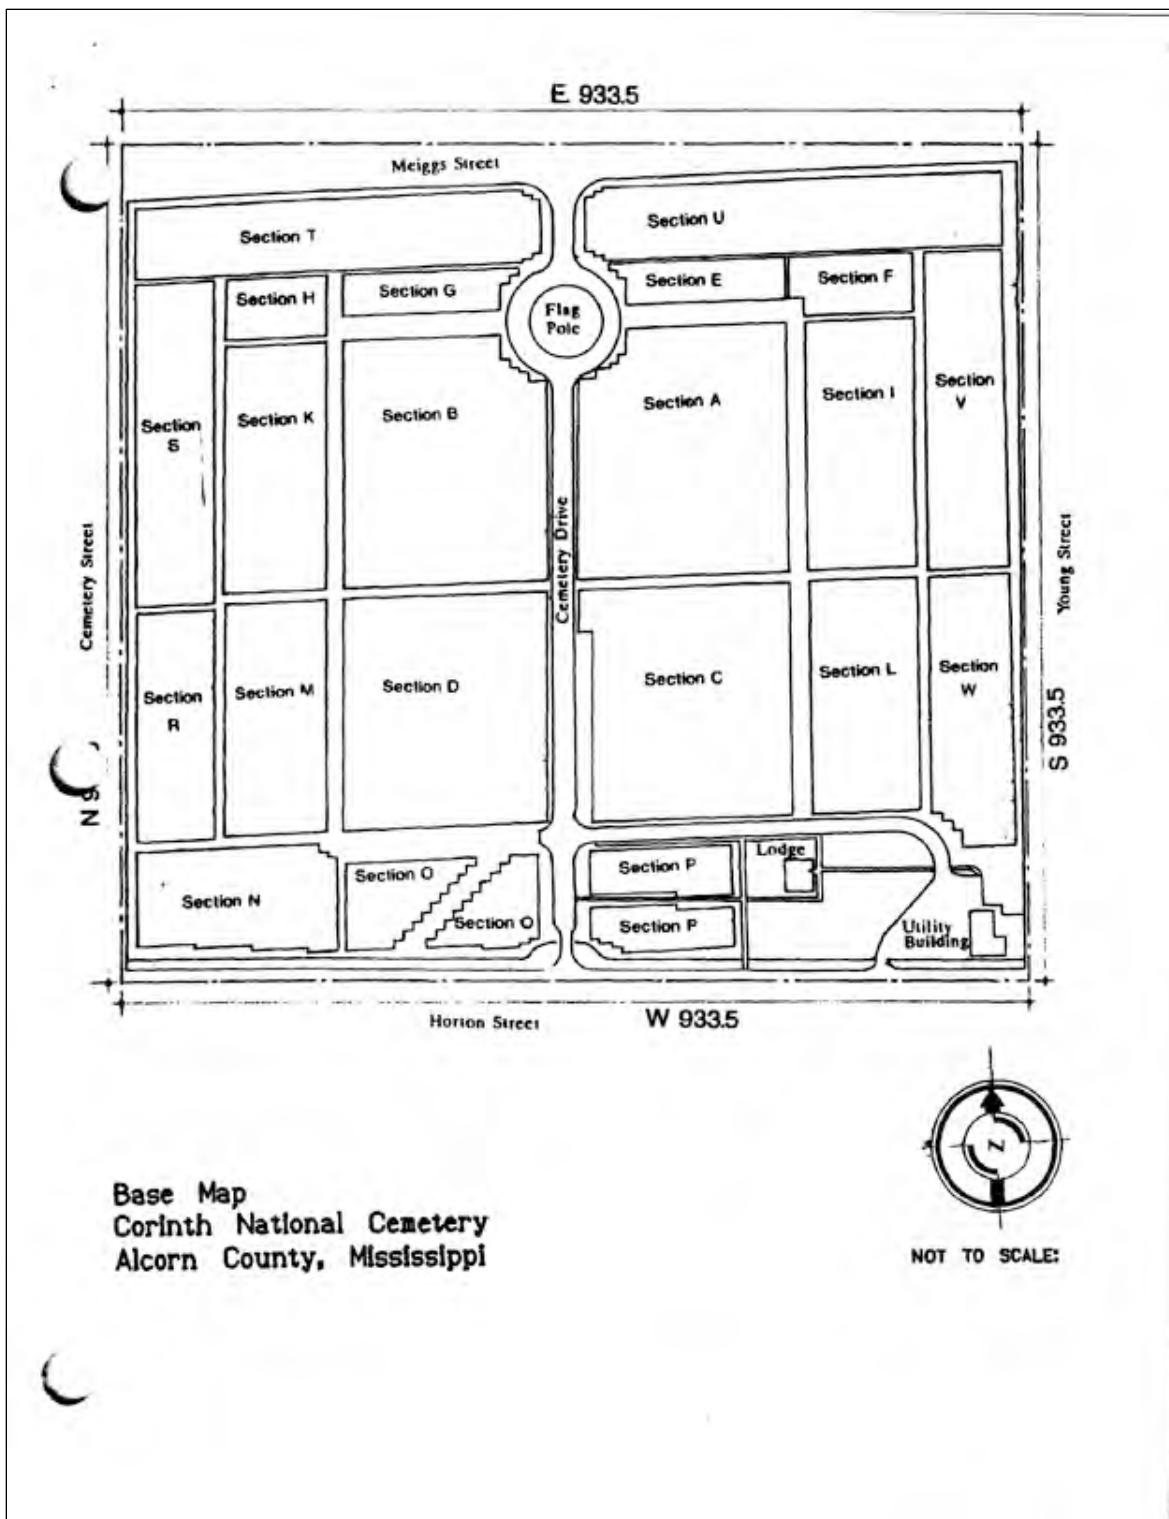 E 933.5
Meiggs Street
Section T
Section U
Section H
Section G
Flag
Pole
Section E
Section F
Section
S
Section K
Section B
Section A
Section I
Section
V
Cemetery Street
Cemetery Drive
Young Street
Section
R
Section M
Section D
Section C
Section L
Section
W
S 933.5
N 9
Section N
Section O
Section O
Section P
Section P
Lodge
Utility
Building
Horton Street
W 933.5
N
Base Map
Corinth National Cemetery
Alcorn County, Mississippi
NOT TO SCALE: